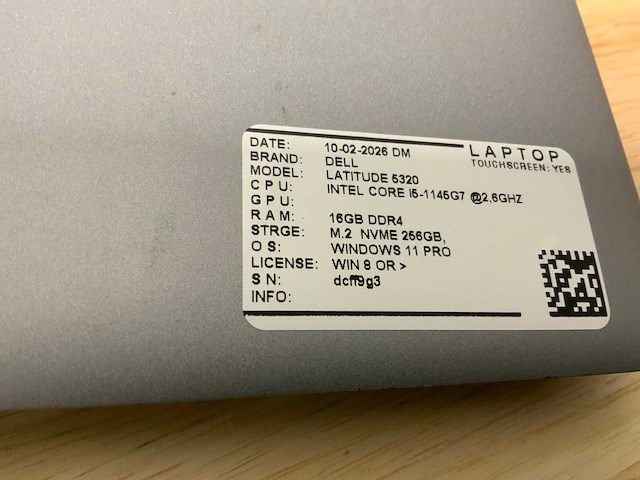 LAPTOP
TOUCHSCREEN: YES
DATE: 10-02-2026 DM
BRAND: DELL
MODEL: LATITUDE 5320
CPU: INTEL CORE I5-1145G7 @2,6GHZ
GPU:
RAM: 16GB DDR4
STRGE: M.2 NVME 256GB,
OS: WINDOWS 11 PRO
LICENSE: WIN 8 OR >
SN: dcff9g3
INFO: